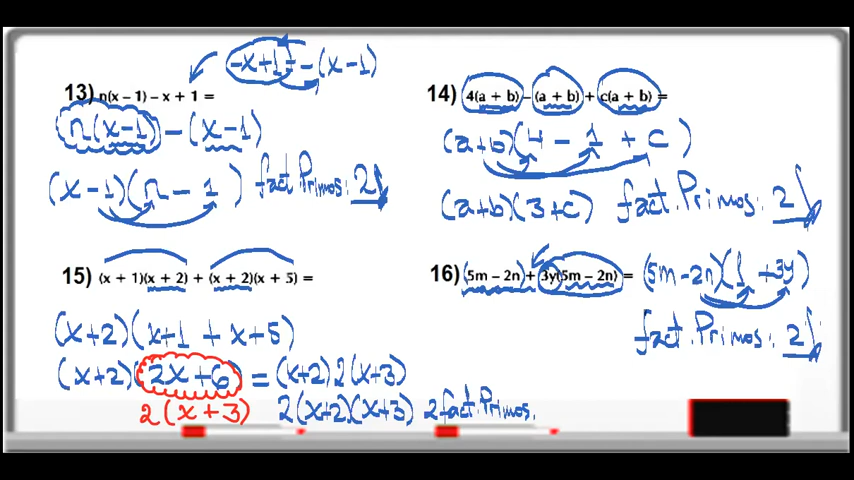 -x+1 = -(x-1)
13) n(x – 1) – x + 1 =
n(x-1) - (x-1)
(x-1)(n - 1) fact. Primos: 2
14) 4(a + b) – (a + b) + c(a + b) =
(a+b)(4 - 1 + c)
(a+b)(3+c) fact. Primos: 2
15) (x + 1)(x + 2) + (x + 2)(x + 5) =
(x+2)(x+1 + x+5)
(x+2)(2x+6) = (x+2)2(x+3)
2(x+3) 2(x+2)(x+3) 2 fact. Primos.
16) (5m – 2n) + 3y(5m – 2n) = (5m-2n)(1 +3y)
fact. Primos: 2